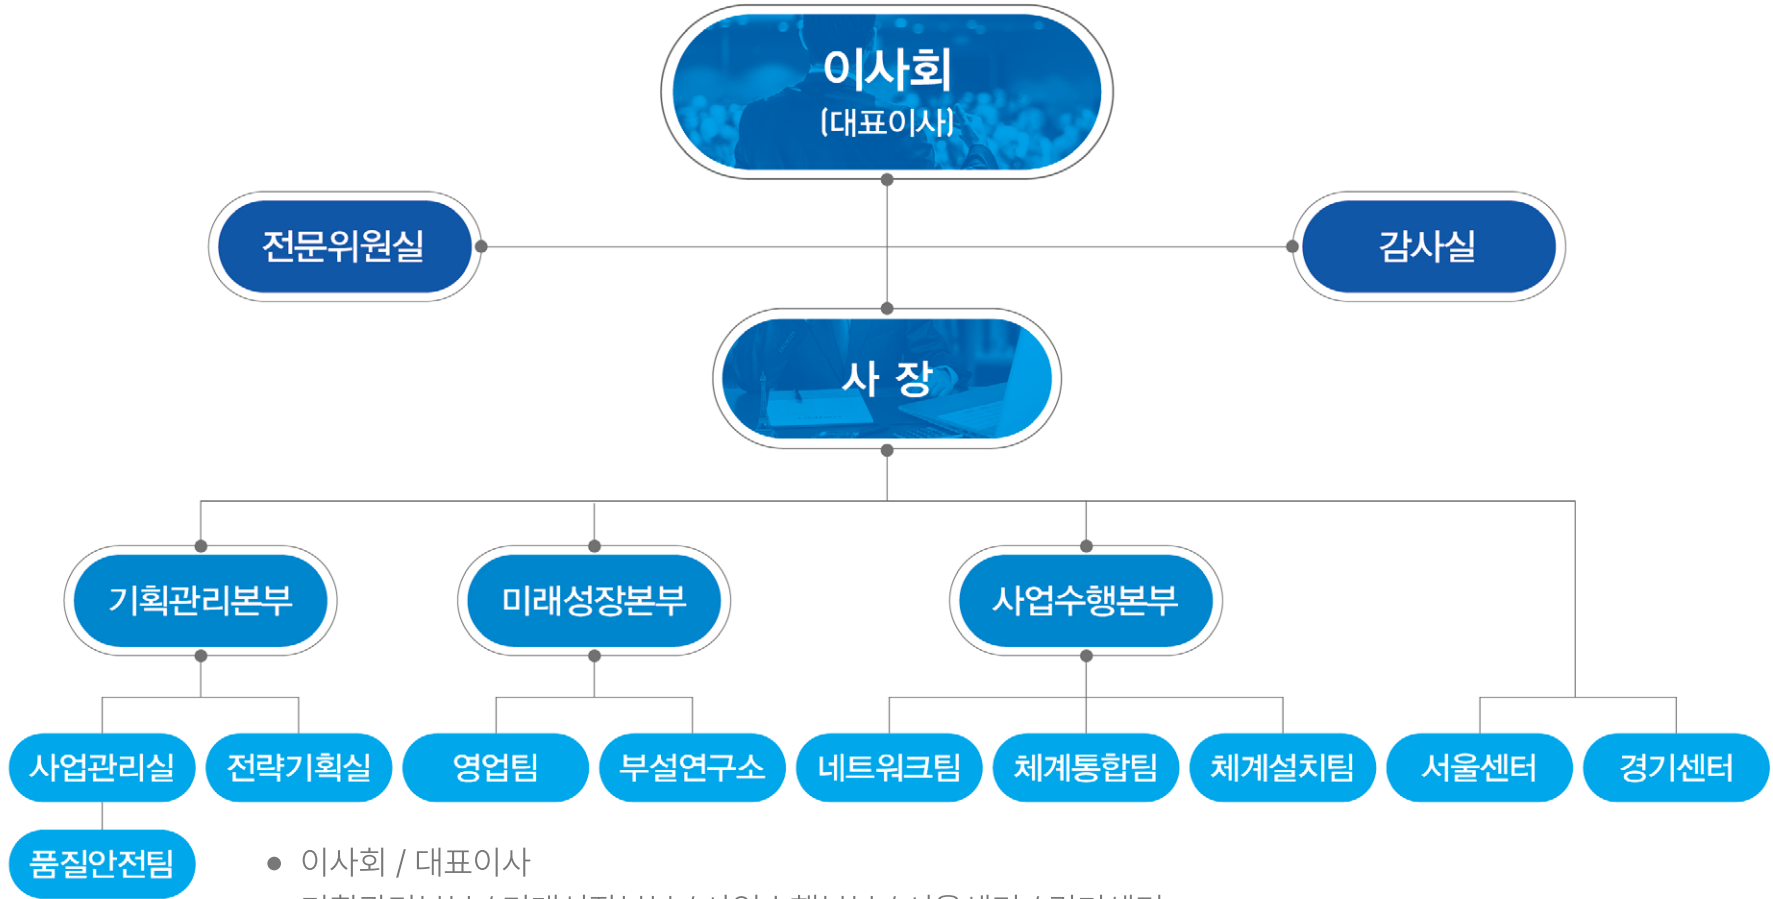 이사회
(대표이사)
전문위원실
감사실
사 장
기획관리본부
미래성장본부
사업수행본부
사업관리실
전략기획실
영업팀
부설연구소
네트워크팀
체계통합팀
체계설치팀
서울센터
경기센터
품질안전팀
● 이사회 / 대표이사